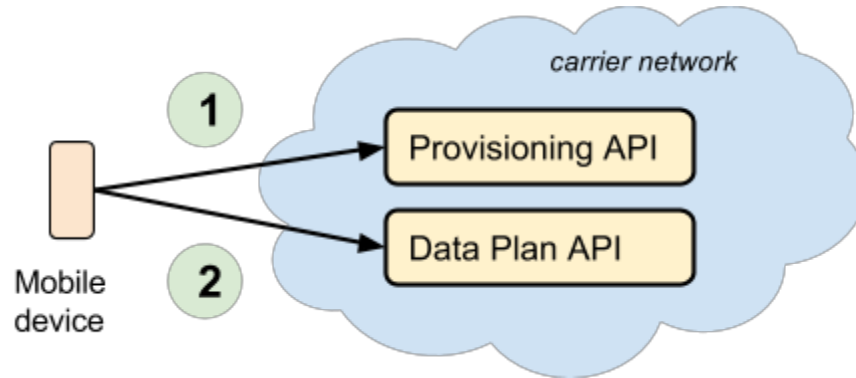 carrier network
1
Provisioning API
Data Plan API
2
Mobile
device